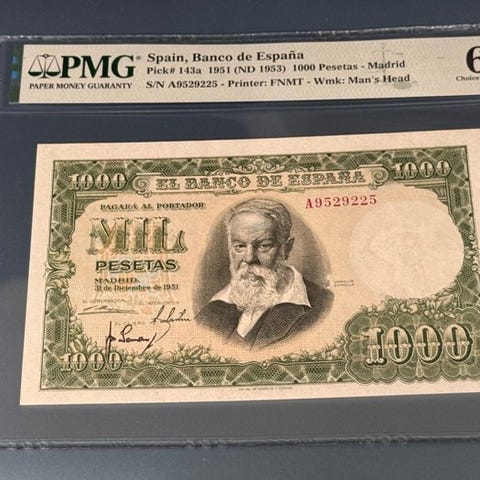 PMG
PAPER MONEY GUARANTY
Spain, Banco de España
Pick# 143a 1951 (ND 1953) 1000 Pesetas - Madrid
S/N A9529225 - Printer: FNMT - Wmk: Man's Head
6
Choice
1000
1000
EL BANCO DE ESPAÑA
PAGARÁ AL PORTADOR
A9529225
MIL
PESETAS
MADRID,
31 de Diciembre de 1951
EL GOBERNADOR
EL INTERVENTOR
EL CAJERO
JOAQUIN
SOROLLA
1000
1000